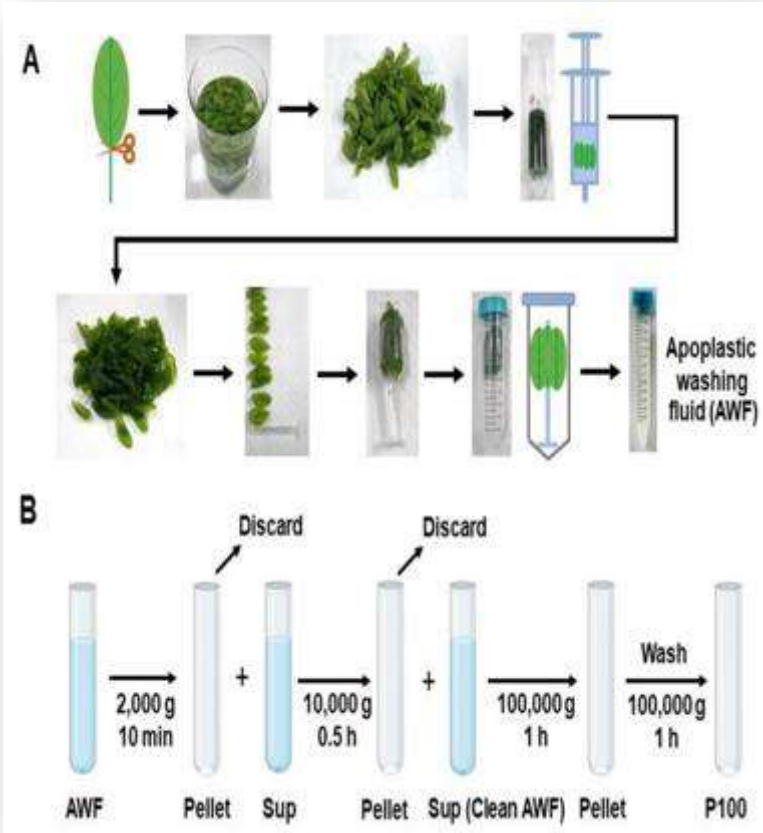 A
Apoplastic
washing
fluid (AWF)
B
Discard
Discard
+
+
2,000 g
10 min
10,000 g
0.5 h
100,000 g
1 h
Wash
100,000 g
1 h
AWF
Pellet
Sup
Pellet
Sup (Clean AWF)
Pellet
P100